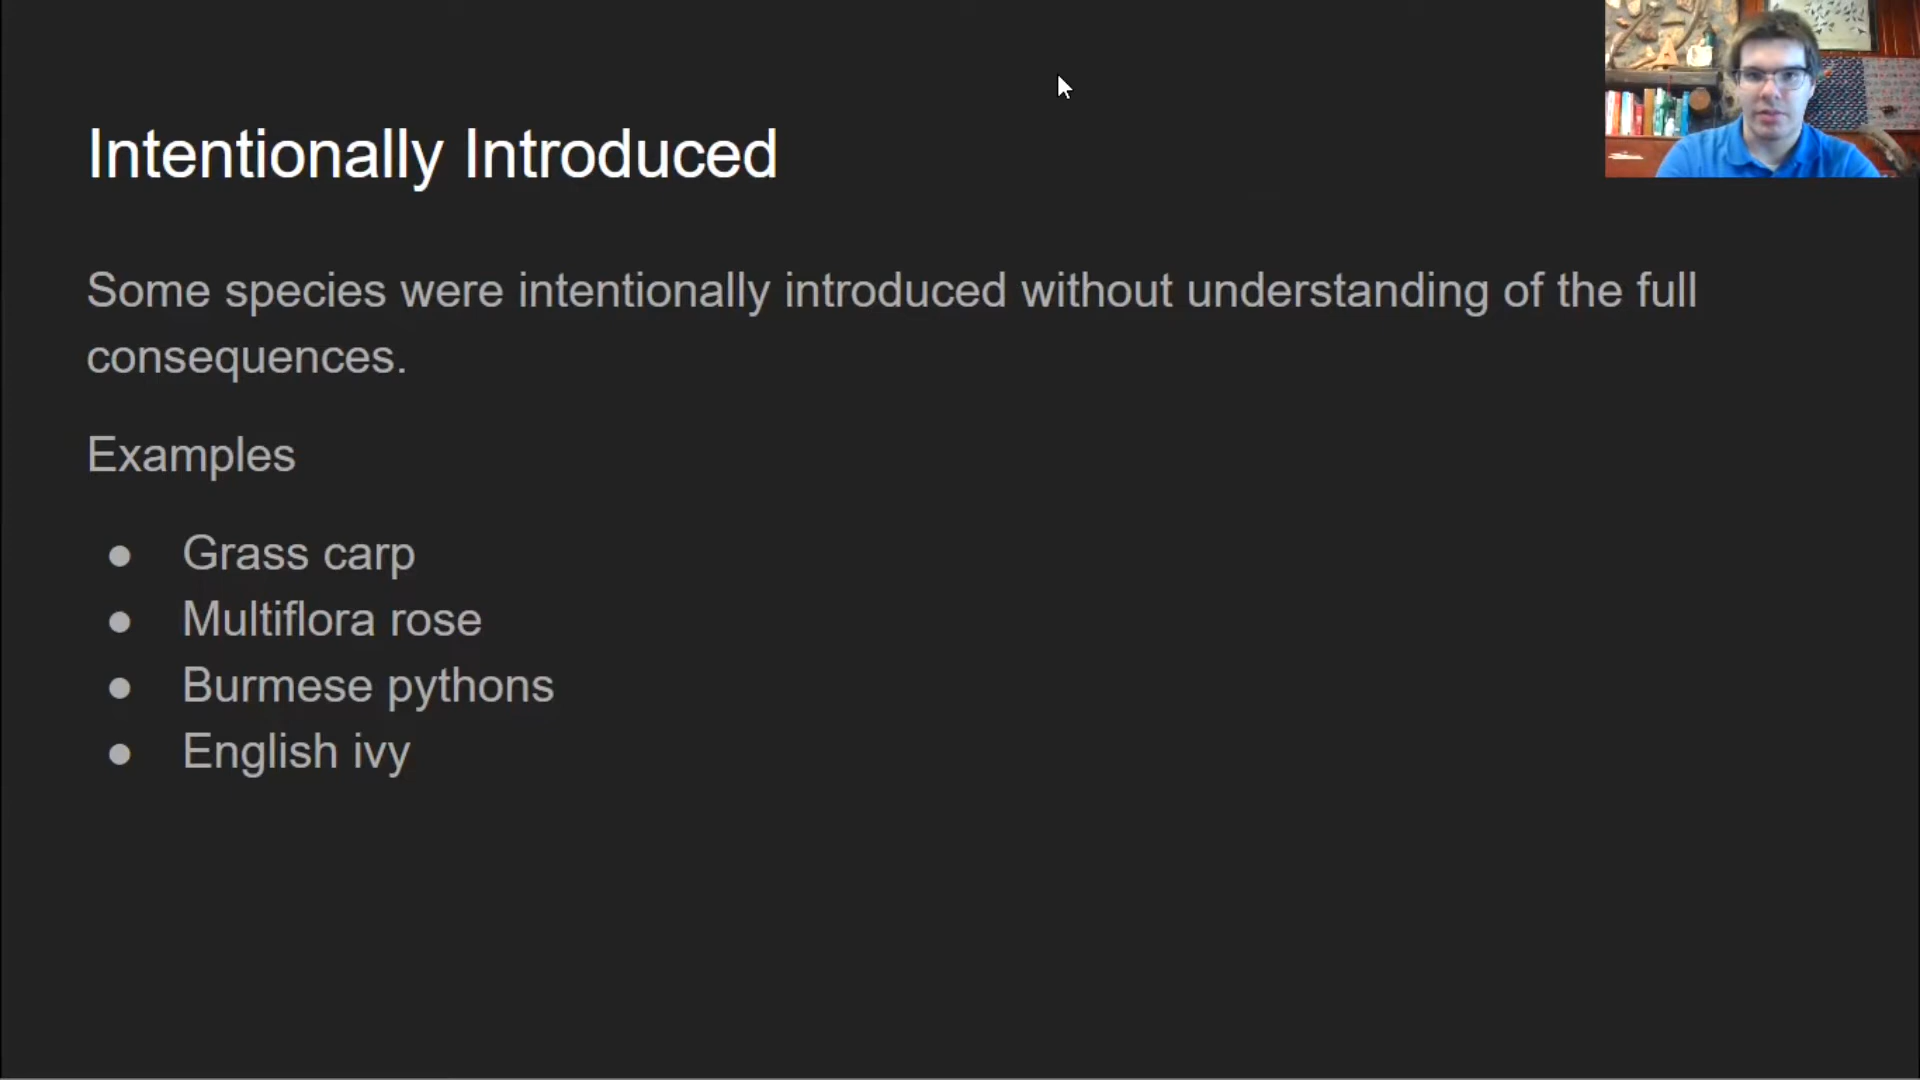 Intentionally Introduced
Some species were intentionally introduced without understanding of the full
consequences.
Examples
● Grass carp
● Multiflora rose
● Burmese pythons
● English ivy